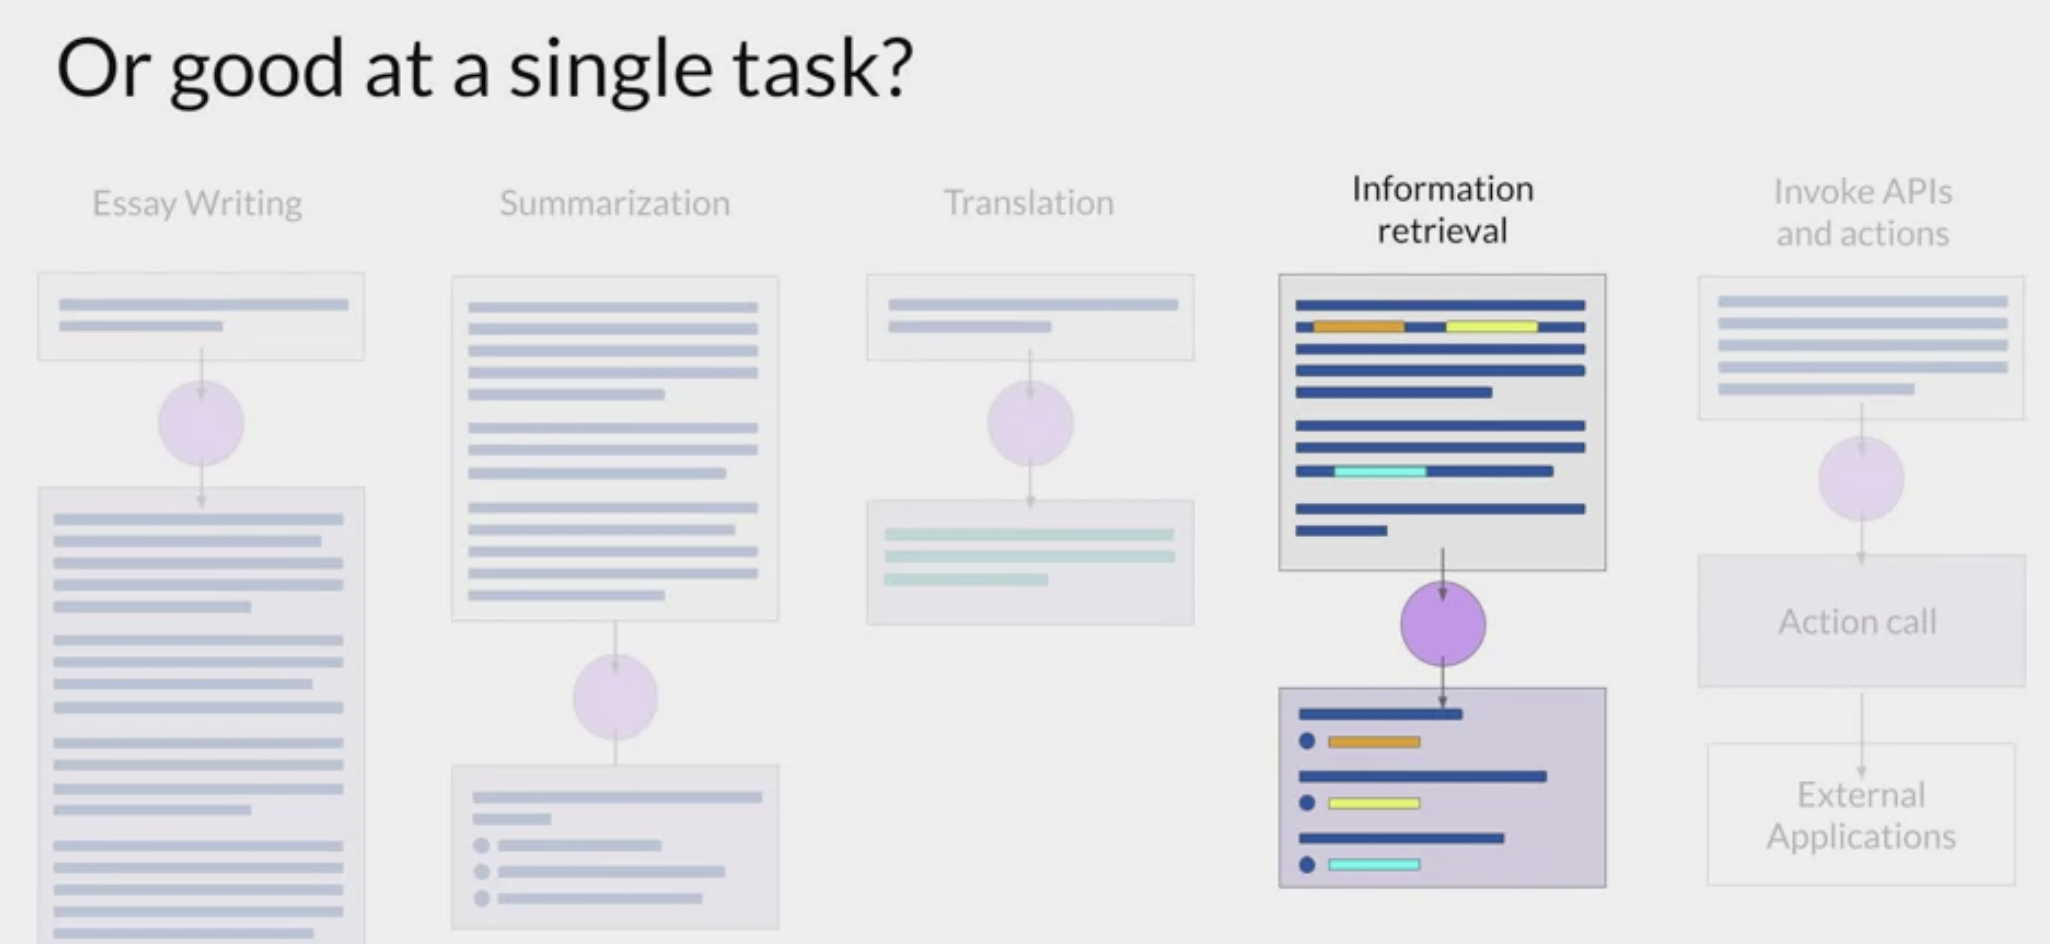 Or good at a single task?
Essay Writing
Summarization
Translation
Information
retrieval
Invoke APIs
and actions
Action call
External
Applications